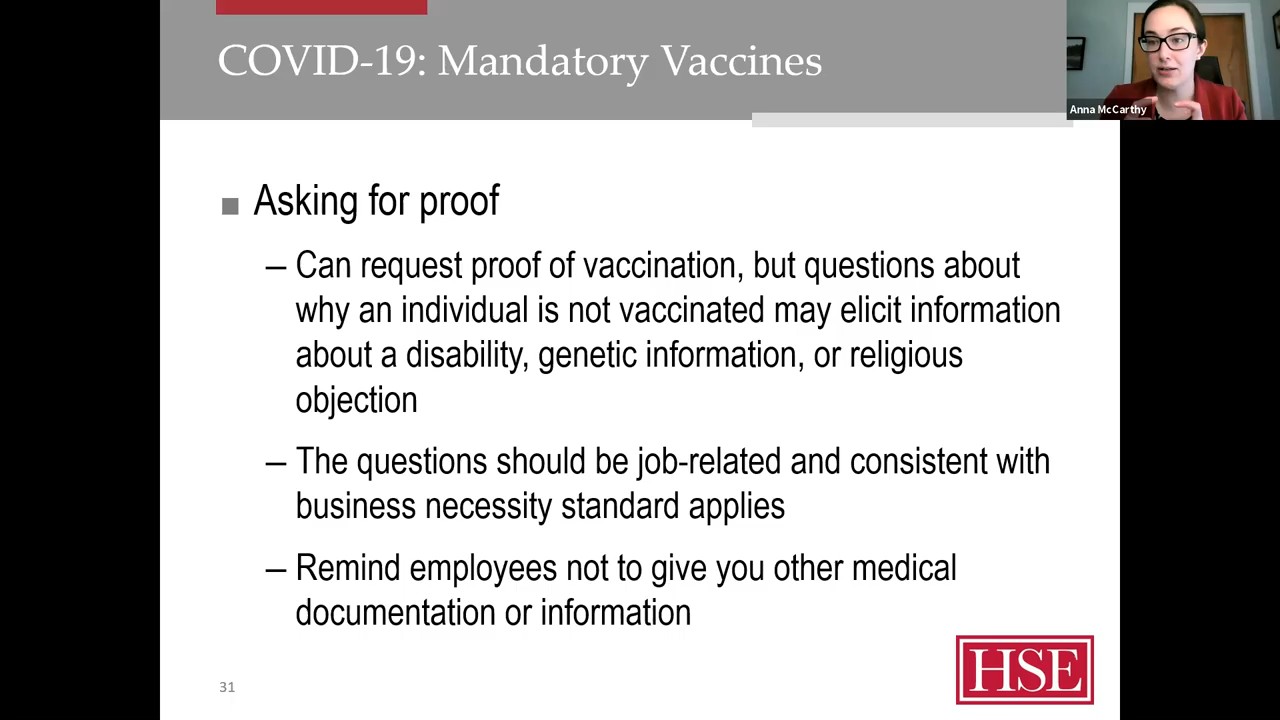 COVID-19: Mandatory Vaccines
Anna McCarthy
Asking for proof
– Can request proof of vaccination, but questions about
why an individual is not vaccinated may elicit information
about a disability, genetic information, or religious
objection
– The questions should be job-related and consistent with
business necessity standard applies
– Remind employees not to give you other medical
documentation or information
31
HSE